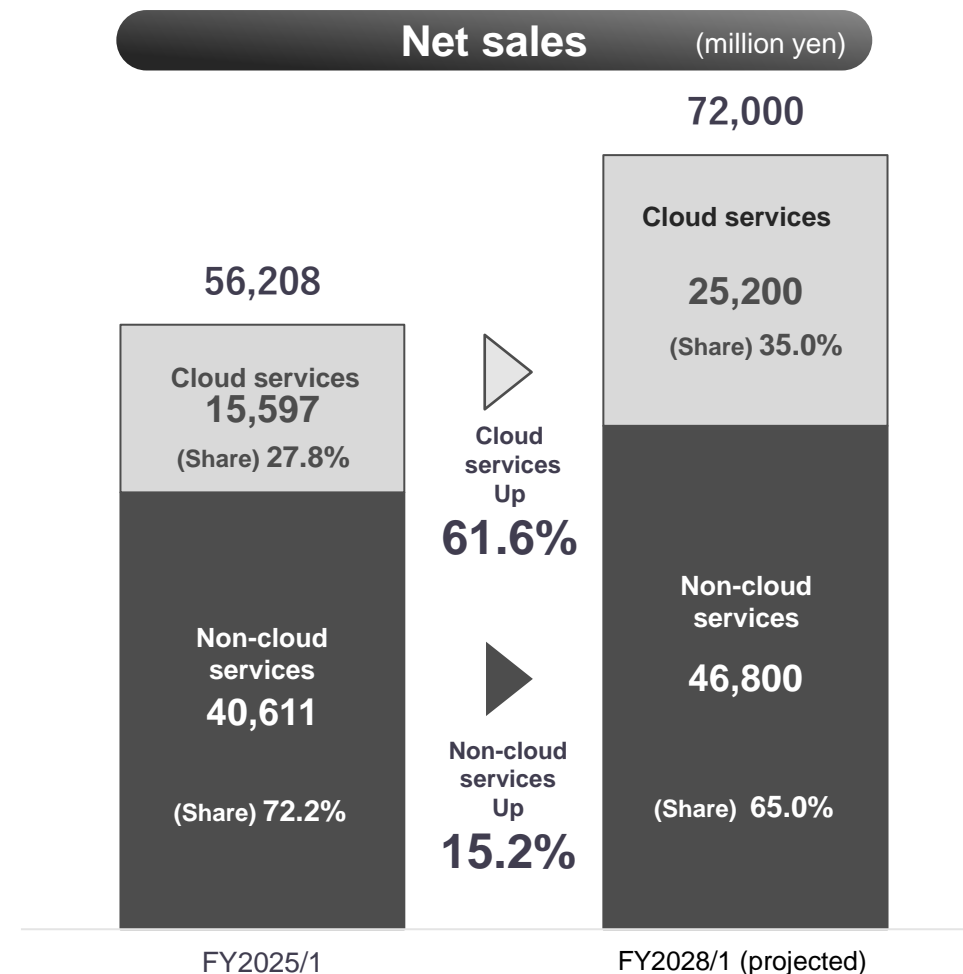 Net sales (million yen)
72,000
Cloud services
25,200
(Share) 35.0%
56,208
Cloud services
15,597
(Share) 27.8%
Cloud
services
Up
61.6%
Non-cloud
services
46,800
(Share) 65.0%
Non-cloud
services
40,611
(Share) 72.2%
Non-cloud
services
Up
15.2%
FY2025/1
FY2028/1 (projected)